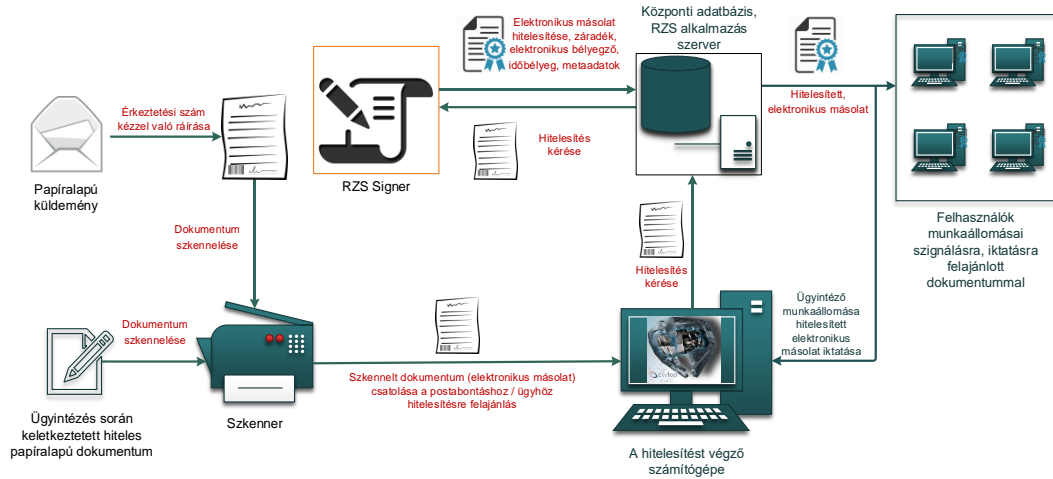 Elektronikus másolat
hitelesítése, záradék,
elektronikus bélyegző,
időbélyeg, metaadatok
Központi adatbázis,
RZS alkalmazás
szerver
Hitelesített,
elektronikus másolat
Érkeztetési szám
kézzel való ráírása
Hitelesítés
kérése
Papíralapú
küldemény
RZS Signer
Felhasználók
munkaállomásai
szignálásra, iktatásra
felajánlott
dokumentummal
Dokumentum
szkennelése
Hitelesítés
kérése
Ügyintéző
munkaállomása
hitelesített
elektronikus
másolat iktatása
Dokumentum
szkennelése
Szkennelt dokumentum (elektronikus másolat)
csatolása a postabontáshoz / ügyhöz
hitelesítésre felajánlás
Ügyintézés során
keletkeztetett hiteles
papíralapú dokumentum
Szkenner
A hitelesítést végző
számítógépe